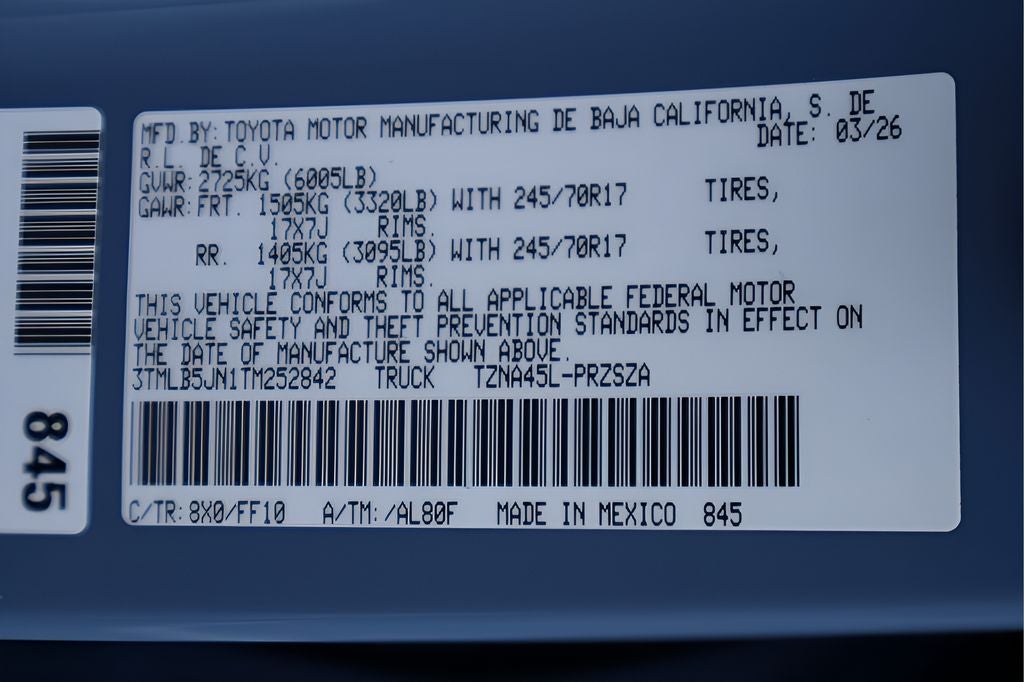 MFD.BY: TOYOTA MOTOR MANUFACTURING DE BAJA CALIFORNIA, S. DE
R.L. DE C.V. DATE: 03/26
GVWR: 2725KG (6005LB)
GAWR: FRT. 1505KG (3320LB) WITH 245/70R17 TIRES,
17X7J RIMS.
RR. 1405KG (3095LB) WITH 245/70R17 TIRES,
17X7J RIMS.
THIS VEHICLE CONFORMS TO ALL APPLICABLE FEDERAL MOTOR
VEHICLE SAFETY AND THEFT PREVENTION STANDARDS IN EFFECT ON
THE DATE OF MANUFACTURE SHOWN ABOVE.
3TMLB5JN1TM252842 TRUCK TZNA45L-PRZSZA
C/TR: 8X0/FF10 A/TM: /AL80F MADE IN MEXICO 845
845